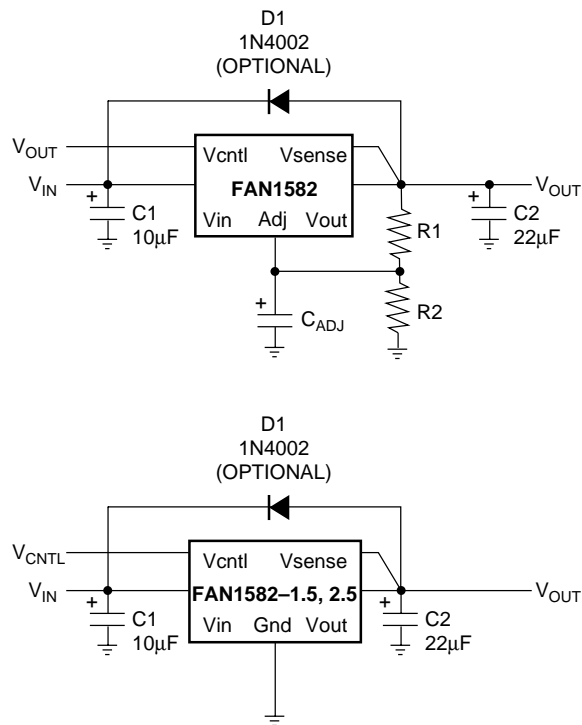 D1
1N4002
(OPTIONAL)
VOUT
Vcntl Vsense
VIN
FAN1582
VOUT
+
C1
10µF
Vin Adj Vout
R1
+
C2
22µF
+
CADJ
R2
D1
1N4002
(OPTIONAL)
VCNTL
Vcntl Vsense
VIN
FAN1582–1.5, 2.5
VOUT
+
C1
10µF
Vin Gnd Vout
+
C2
22µF